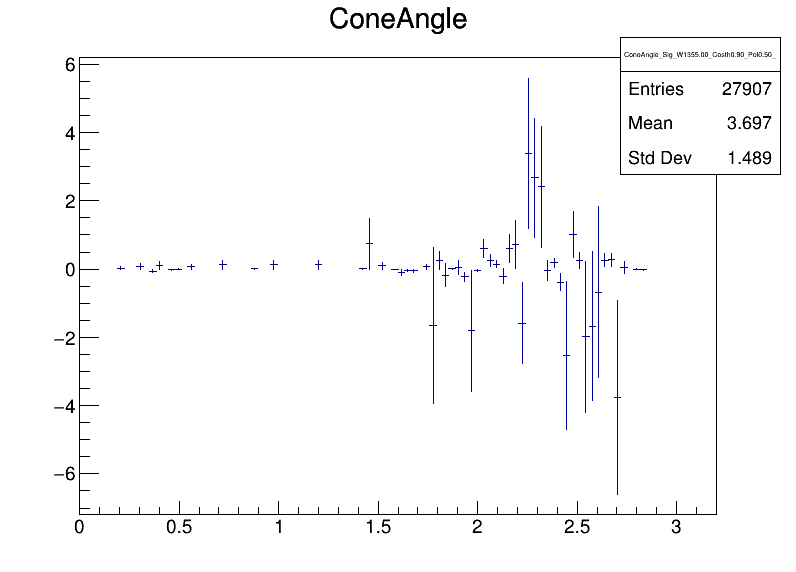 ConeAngle
ConeAngle_Sig_W1355.00_Costh0.90_Pol0.50_
Entries 27907
Mean 3.697
Std Dev 1.489
6
4
2
0
−2
−4
−6
0 0.5 1 1.5 2 2.5 3